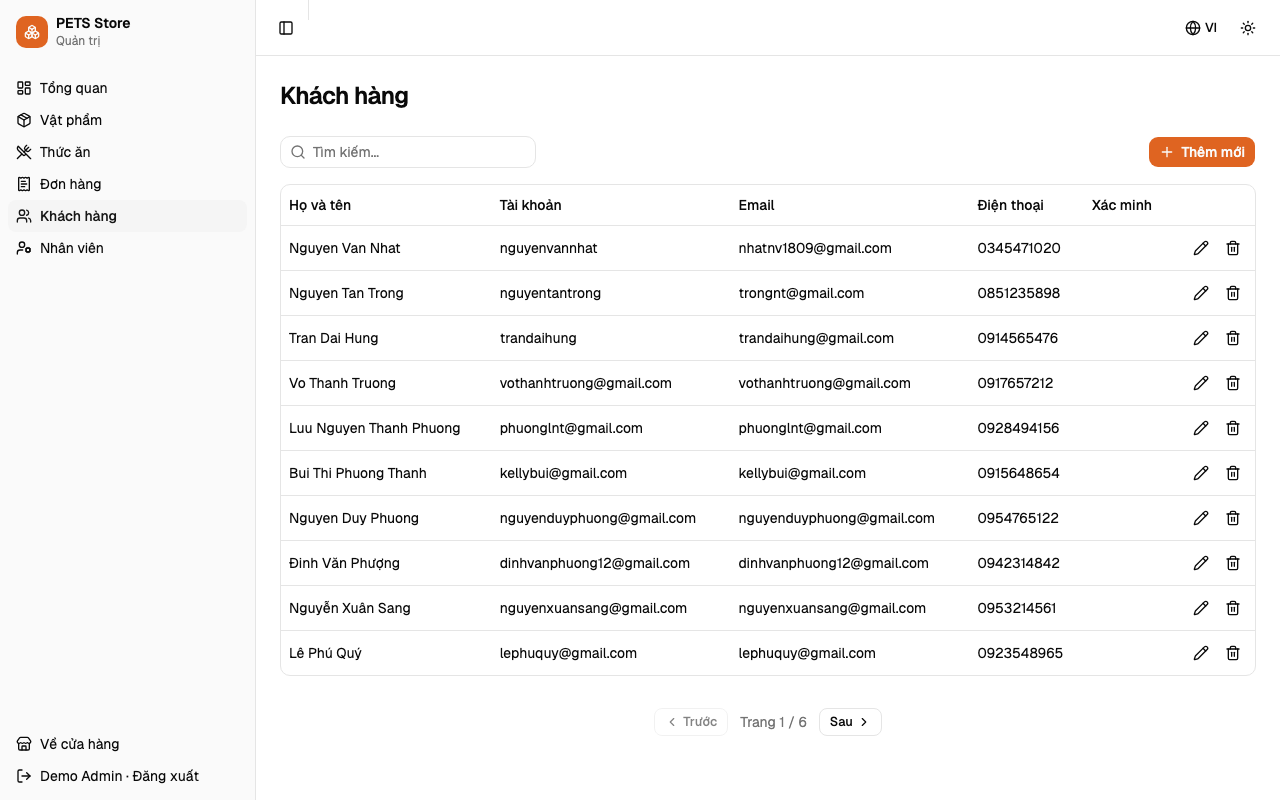 PETS Store
Quản trị
Tổng quan
Vật phẩm
Thức ăn
Đơn hàng
Khách hàng
Nhân viên
Về cửa hàng
Demo Admin · Đăng xuất
VI
Khách hàng
Tìm kiếm...
Thêm mới
Họ và tên Tài khoản Email Điện thoại Xác minh
Nguyen Van Nhat nguyenvannhat nhatnv1809@gmail.com 0345471020
Nguyen Tan Trong nguyentantrong trongnt@gmail.com 0851235898
Tran Dai Hung trandaihung trandaihung@gmail.com 0914565476
Vo Thanh Truong vothanhtruong@gmail.com vothanhtruong@gmail.com 0917657212
Luu Nguyen Thanh Phuong phuonglnt@gmail.com phuonglnt@gmail.com 0928494156
Bui Thi Phuong Thanh kellybui@gmail.com kellybui@gmail.com 0915648654
Nguyen Duy Phuong nguyenduyphuong@gmail.com nguyenduyphuong@gmail.com 0954765122
Đinh Văn Phượng dinhvanphuong12@gmail.com dinhvanphuong12@gmail.com 0942314842
Nguyễn Xuân Sang nguyenxuansang@gmail.com nguyenxuansang@gmail.com 0953214561
Lê Phú Quý lephuquy@gmail.com lephuquy@gmail.com 0923548965
Trước Trang 1 / 6 Sau